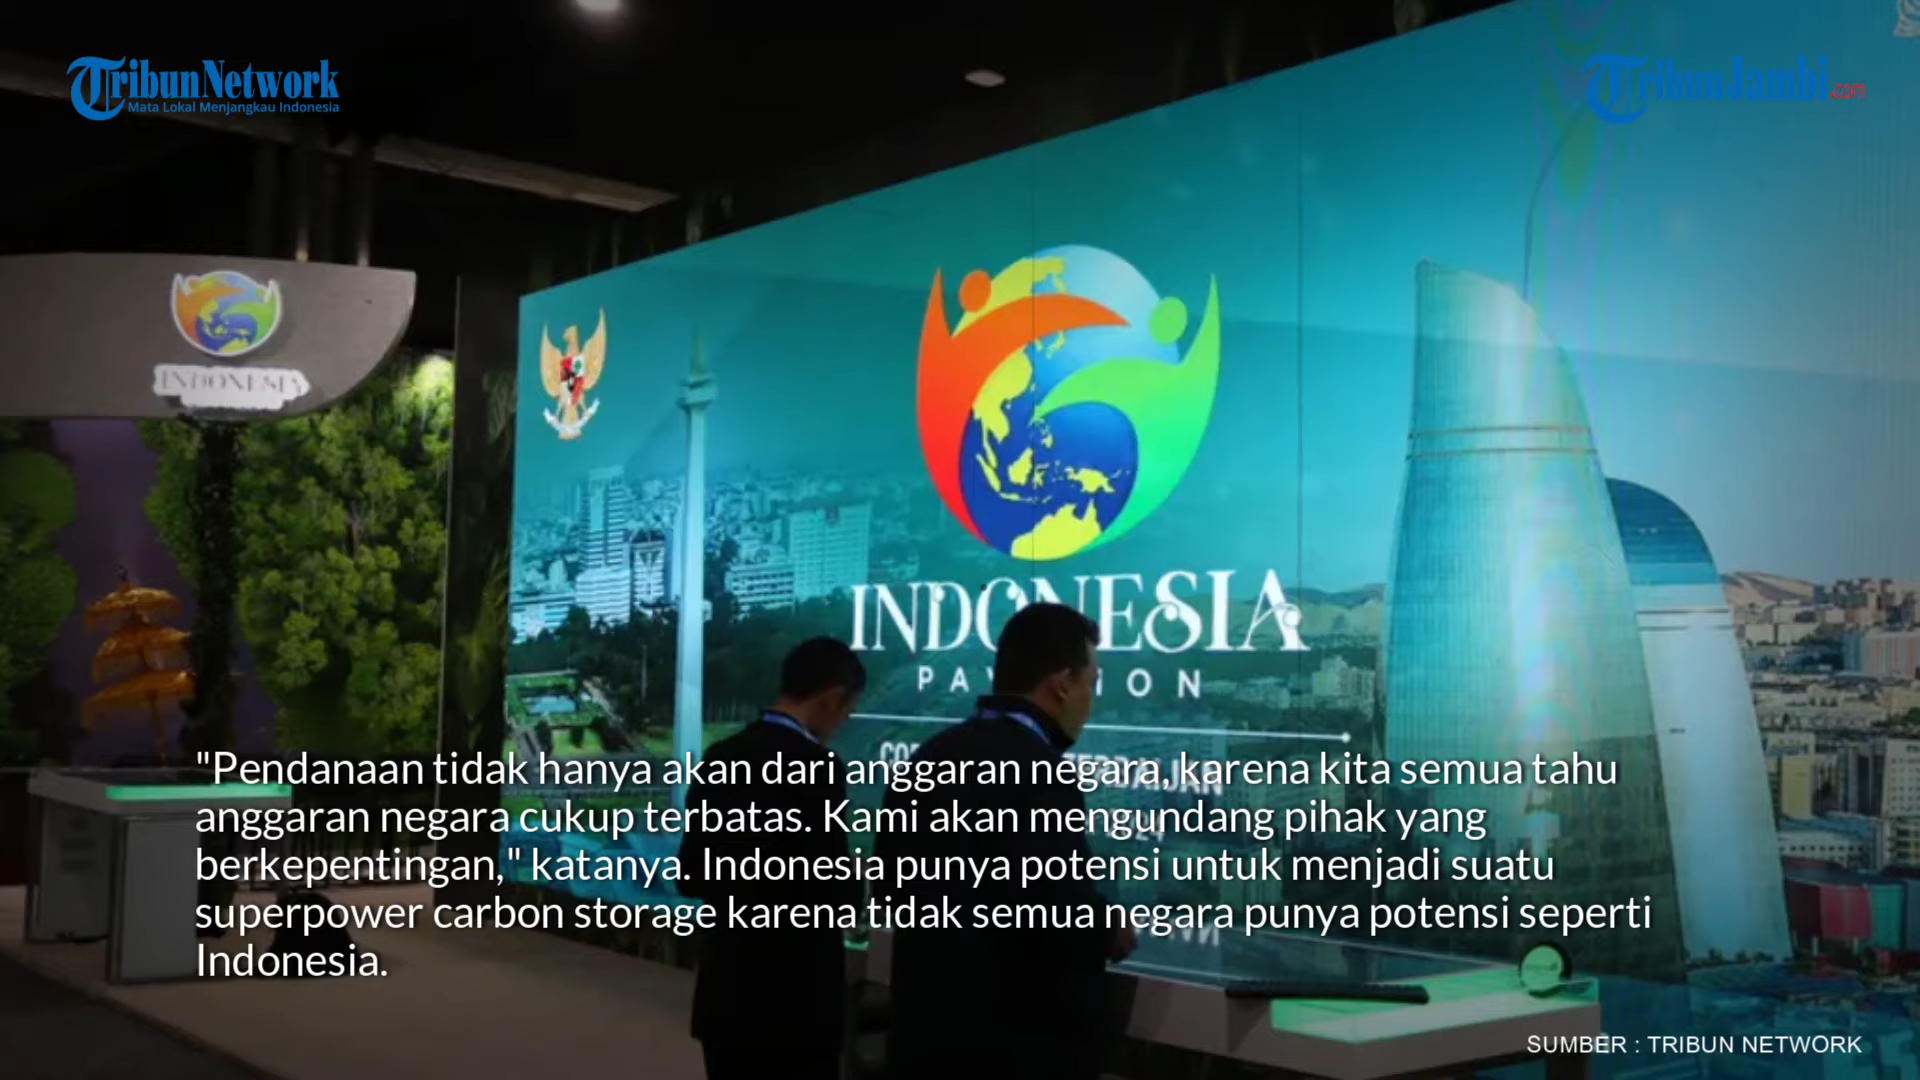 TribunNetwork
Mata Lokal Menjangkau Indonesia
TribunJambi.com
INDONESIA
INDONESIA
"Pendanaan tidak hanya akan dari anggaran negara, karena kita semua tahu
anggaran negara cukup terbatas. Kami akan mengundang pihak yang
berkepentingan," katanya. Indonesia punya potensi untuk menjadi suatu
superpower carbon storage karena tidak semua negara punya potensi seperti
Indonesia.
SUMBER : TRIBUN NETWORK